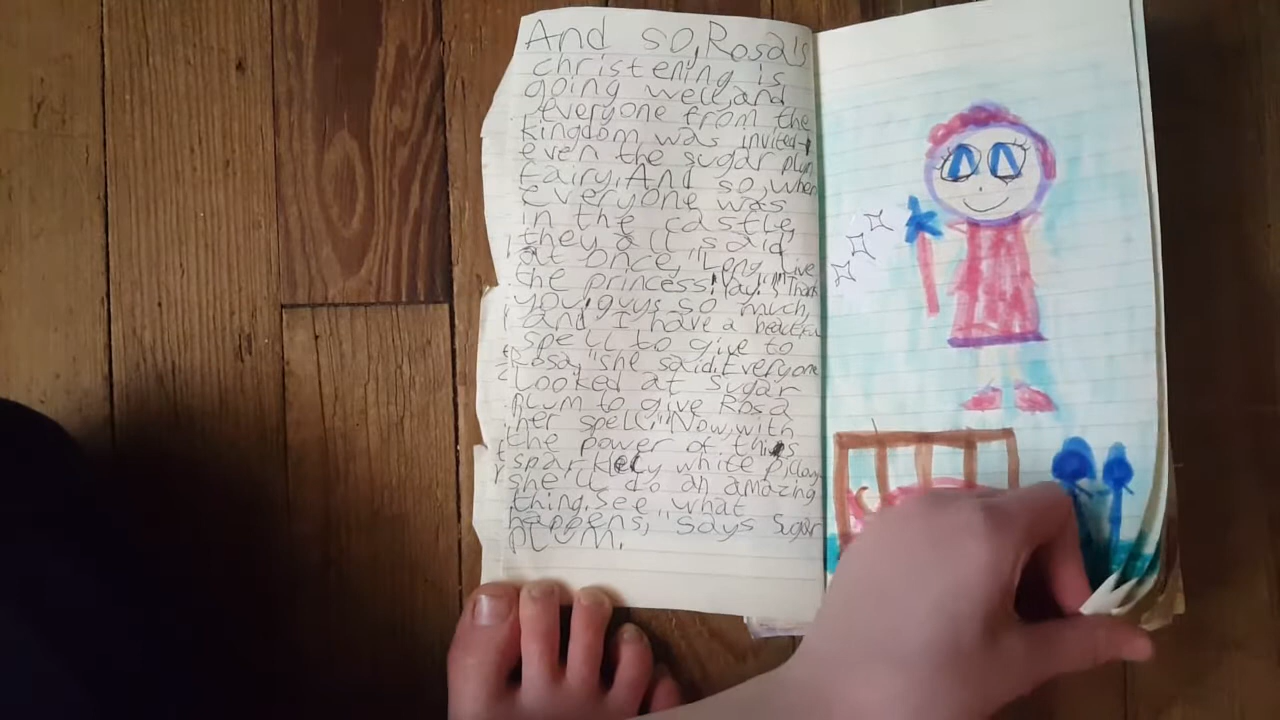 And so, Rosa's
christening is
going well, and
everyone from the
kingdom was invited
even the sugar plum
fairy. And so, when
everyone was
in the castle,
they all said
at once, "Long live
the princess! Yay!" "Thank
you guys so much,
and I have a beautiful
spell to give to
Rosa," she said. Everyone
looked at Sugar
plum to give Rosa
her spell. "Now, with
the power of this
sparklely white pillow
she'll do an amazing
thing. See what
happens," says Sugar
plum.